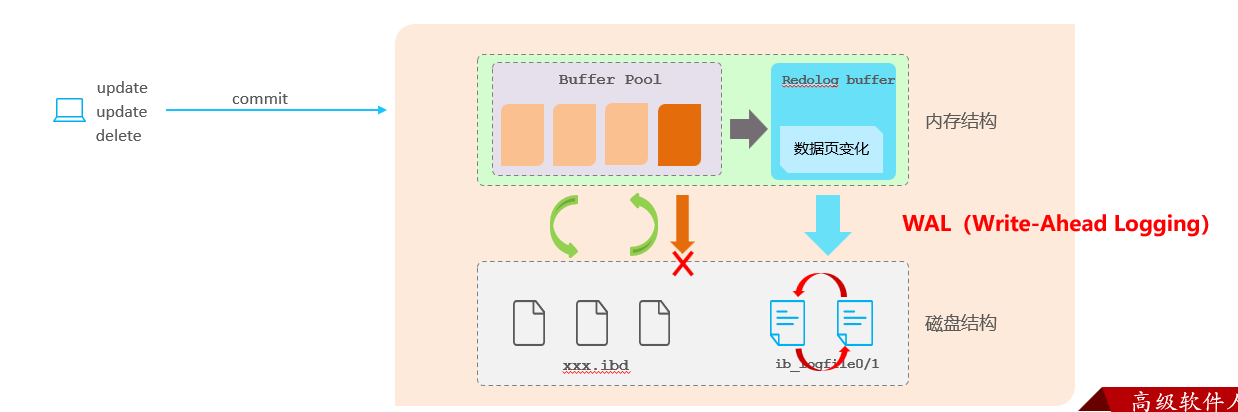 update
update
delete
commit
Buffer Pool
Redolog buffer
数据页变化
内存结构
WAL（Write-Ahead Logging）
磁盘结构
xxx.ibd
ib_logfile0/1
高级软件人